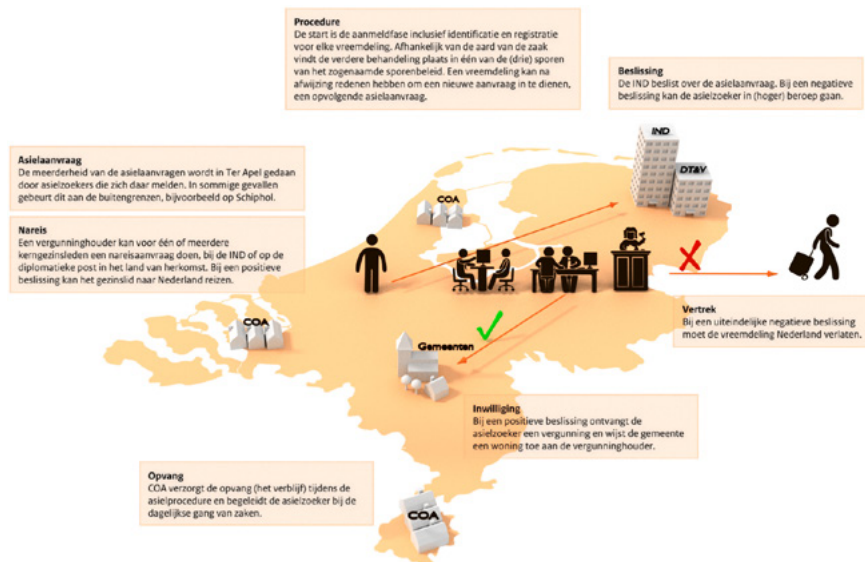 Procedure
De start is de aanmeldfase inclusief identificatie en registratie
voor elke vreemdeling. Afhankelijk van de aard van de zaak
vindt de verdere behandeling plaats in één van de (drie) sporen
van het zogenaamde sporenbeleid. Een vreemdeling kan na
afwijzing redenen hebben om een nieuwe aanvraag in te dienen,
een opvolgende asielaanvraag.
Beslissing
De IND beslist over de asielaanvraag. Bij een negatieve
beslissing kan de asielzoeker in (hoger) beroep gaan.
IND
DT&V
Asielaanvraag
De meerderheid van de asielaanvragen wordt in Ter Apel gedaan
door asielzoekers die zich daar melden. In sommige gevallen
gebeurt dit aan de buitengrenzen, bijvoorbeeld op Schiphol.
COA
Nareis
Een vergunninghouder kan voor één of meerdere
kerngezinsleden een nareisaanvraag doen, bij de IND of op de
diplomatieke post in het land van herkomst. Bij een positieve
beslissing kan het gezinslid naar Nederland reizen.
Vertrek
Bij een uiteindelijke negatieve beslissing
moet de vreemdeling Nederland verlaten.
COA
Gemeenten
Inwilliging
Bij een positieve beslissing ontvangt de
asielzoeker een vergunning en wijst de gemeente
een woning toe aan de vergunninghouder.
Opvang
COA verzorgt de opvang (het verblijf) tijdens de
asielprocedure en begeleidt de asielzoeker bij de
dagelijkse gang van zaken.
COA